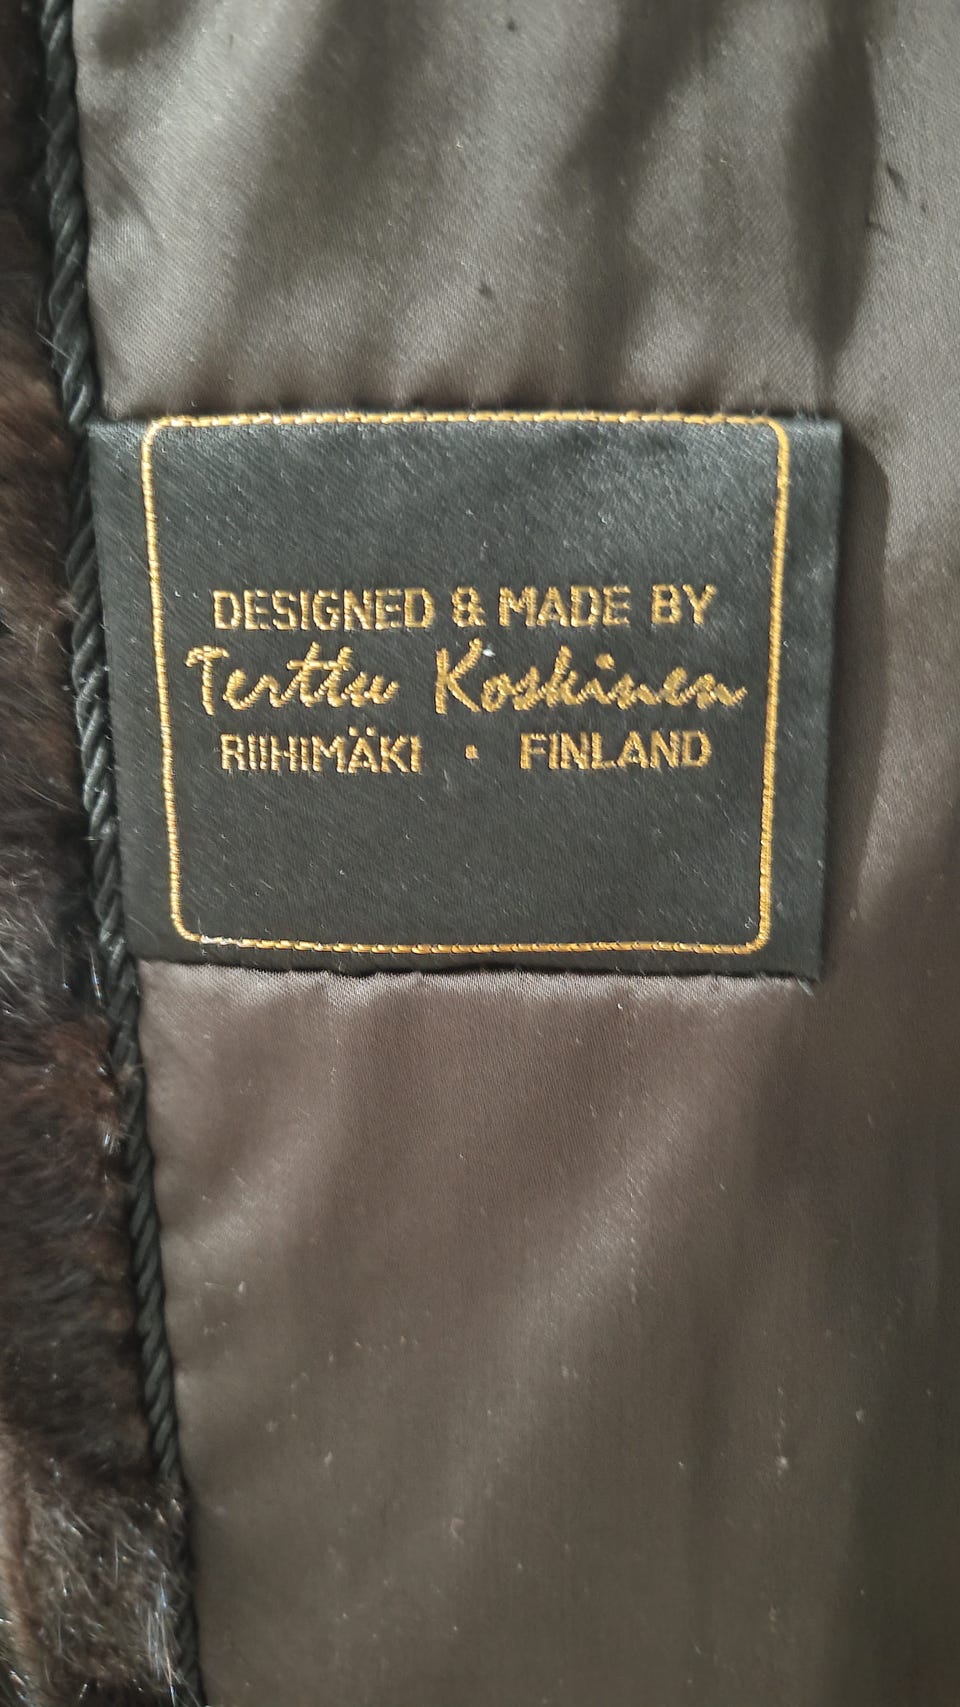 DESIGNED & MADE BY
Terttu Koskinen
RIIHIMÄKI • FINLAND